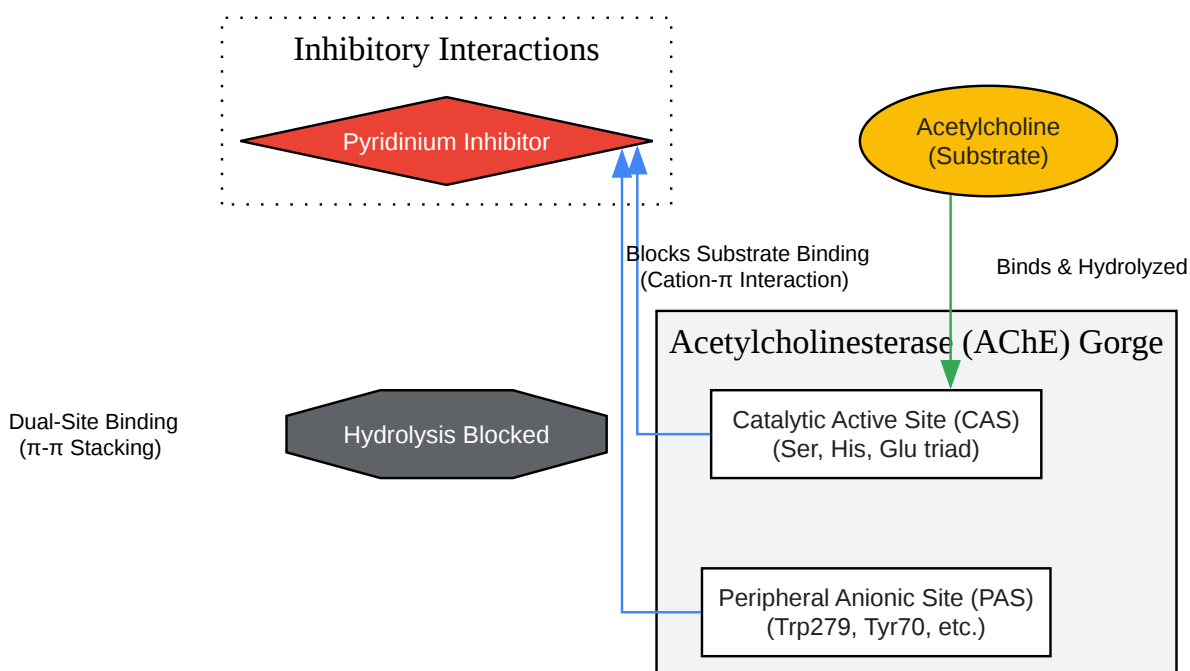 Inhibitory Interactions
Pyridinium Inhibitor
Acetylcholine
(Substrate)
Blocks Substrate Binding
(Cation-π Interaction)
Binds & Hydrolyzed
Acetylcholinesterase (AChE) Gorge
Dual-Site Binding
(π-π Stacking)
Hydrolysis Blocked
Catalytic Active Site (CAS)
(Ser, His, Glu triad)
Peripheral Anionic Site (PAS)
(Trp279, Tyr70, etc.)